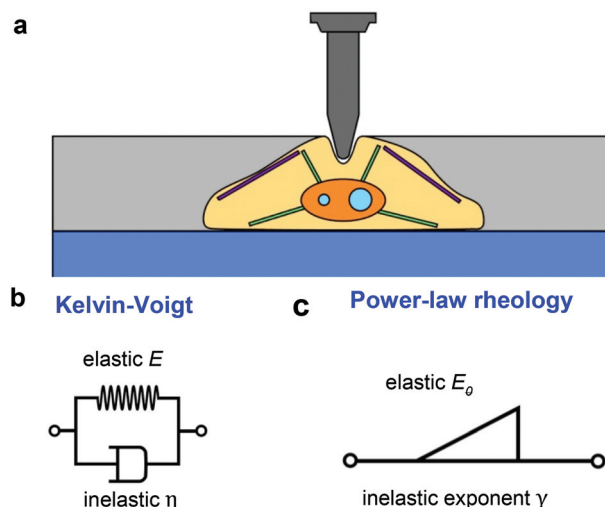 a
b Kelvin-Voigt
c Power-law rheology
elastic E
inelastic η
elastic E₀
inelastic exponent γ